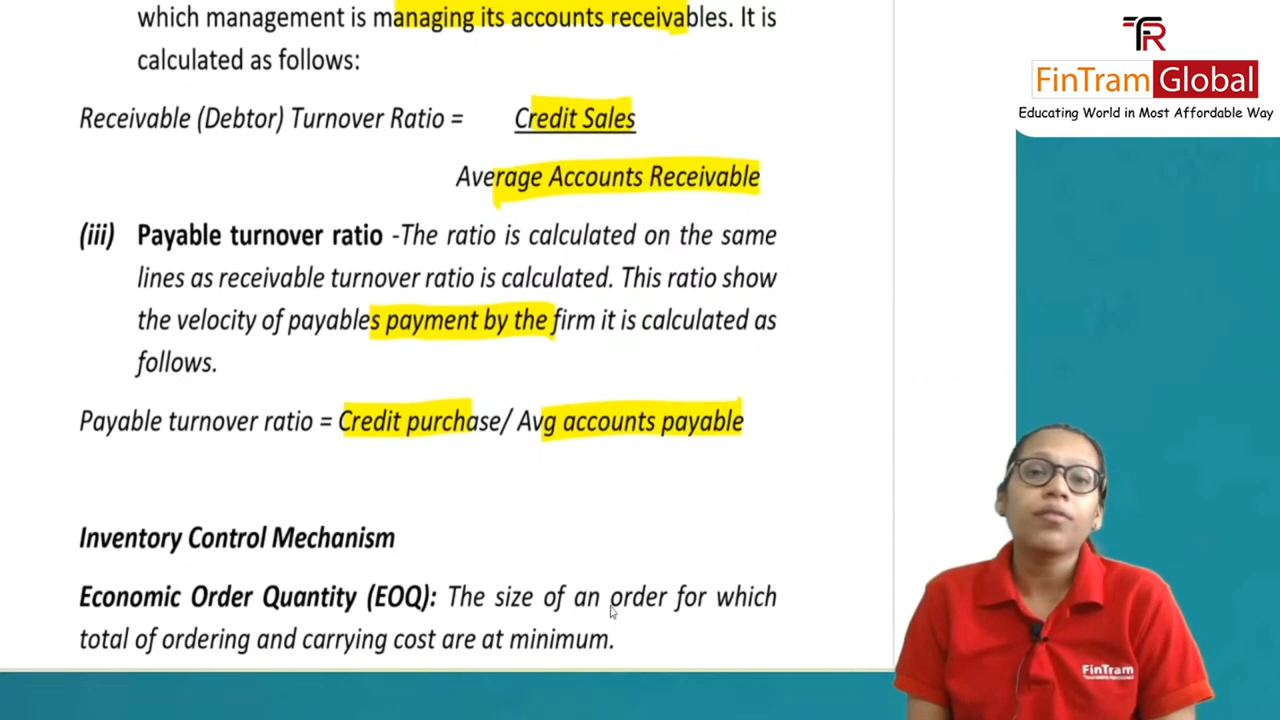 which management is managing its accounts receivables. It is
calculated as follows:
Receivable (Debtor) Turnover Ratio = Credit Sales
Average Accounts Receivable
(iii) Payable turnover ratio -The ratio is calculated on the same
lines as receivable turnover ratio is calculated. This ratio show
the velocity of payables payment by the firm it is calculated as
follows.
Payable turnover ratio = Credit purchase/ Avg accounts payable
Inventory Control Mechanism
Economic Order Quantity (EOQ): The size of an order for which
total of ordering and carrying cost are at minimum.
FinTram Global
Educating World in Most Affordable Way
FinTram